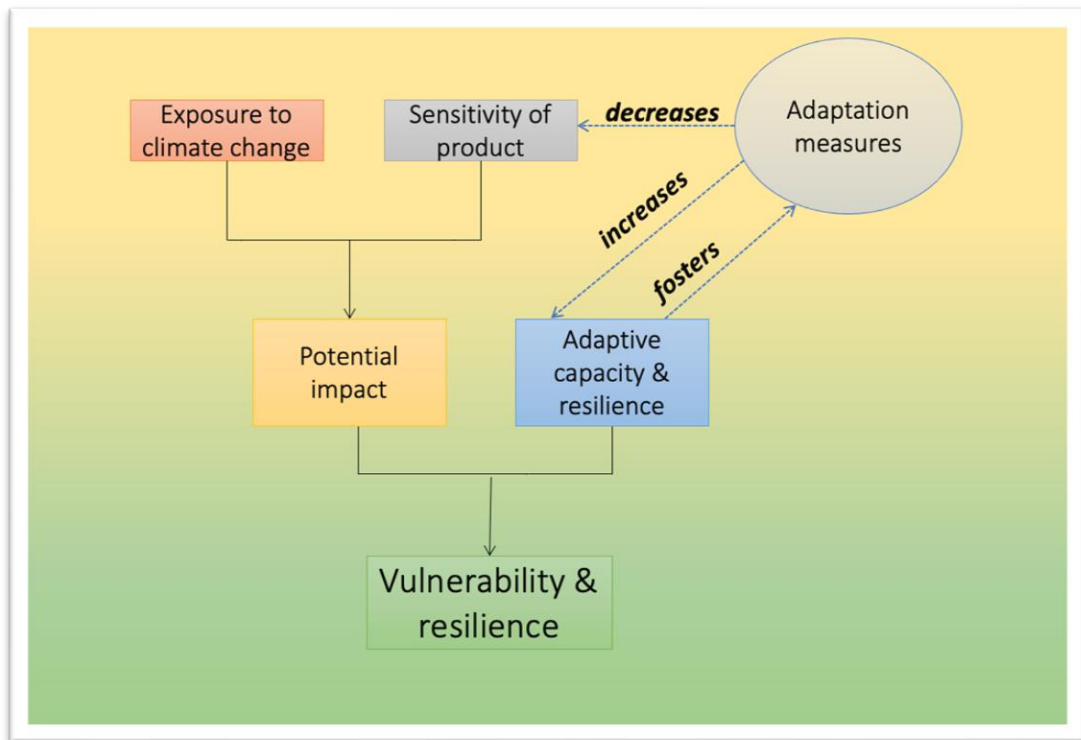 Exposure to
climate change
Sensitivity of
product
decreases
Adaptation
measures
increases
fosters
Potential
impact
Adaptive
capacity &
resilience
Vulnerability &
resilience